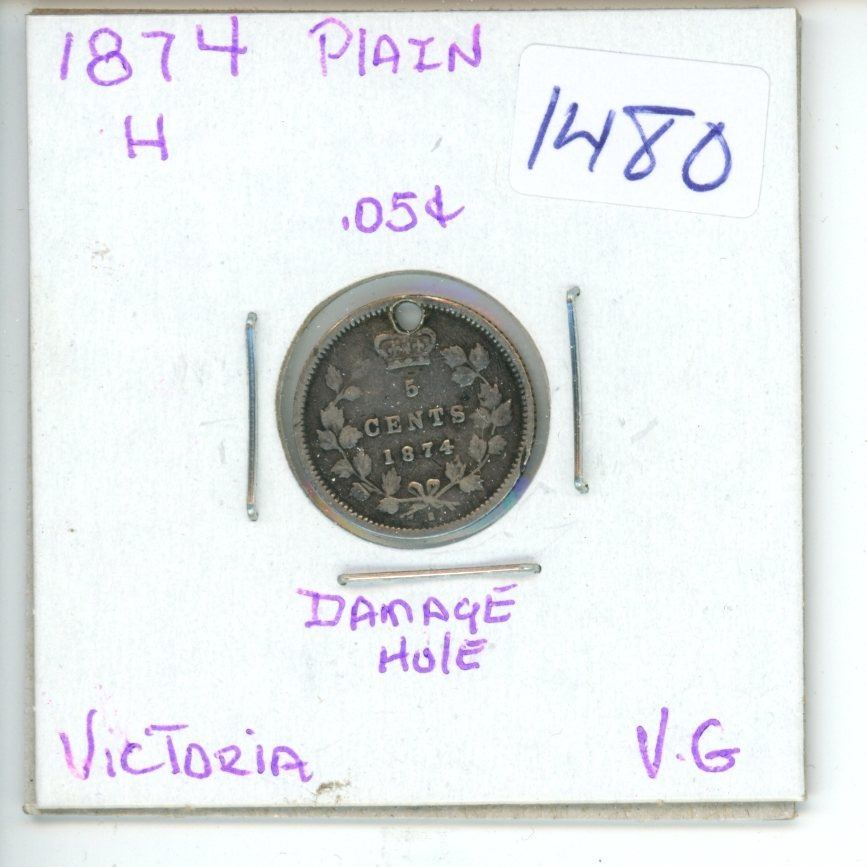 1874 PLAIN
H
1480
.05¢
5
CENTS
1874
H
DAMAGE
HOLE
VICTORIA
V.G